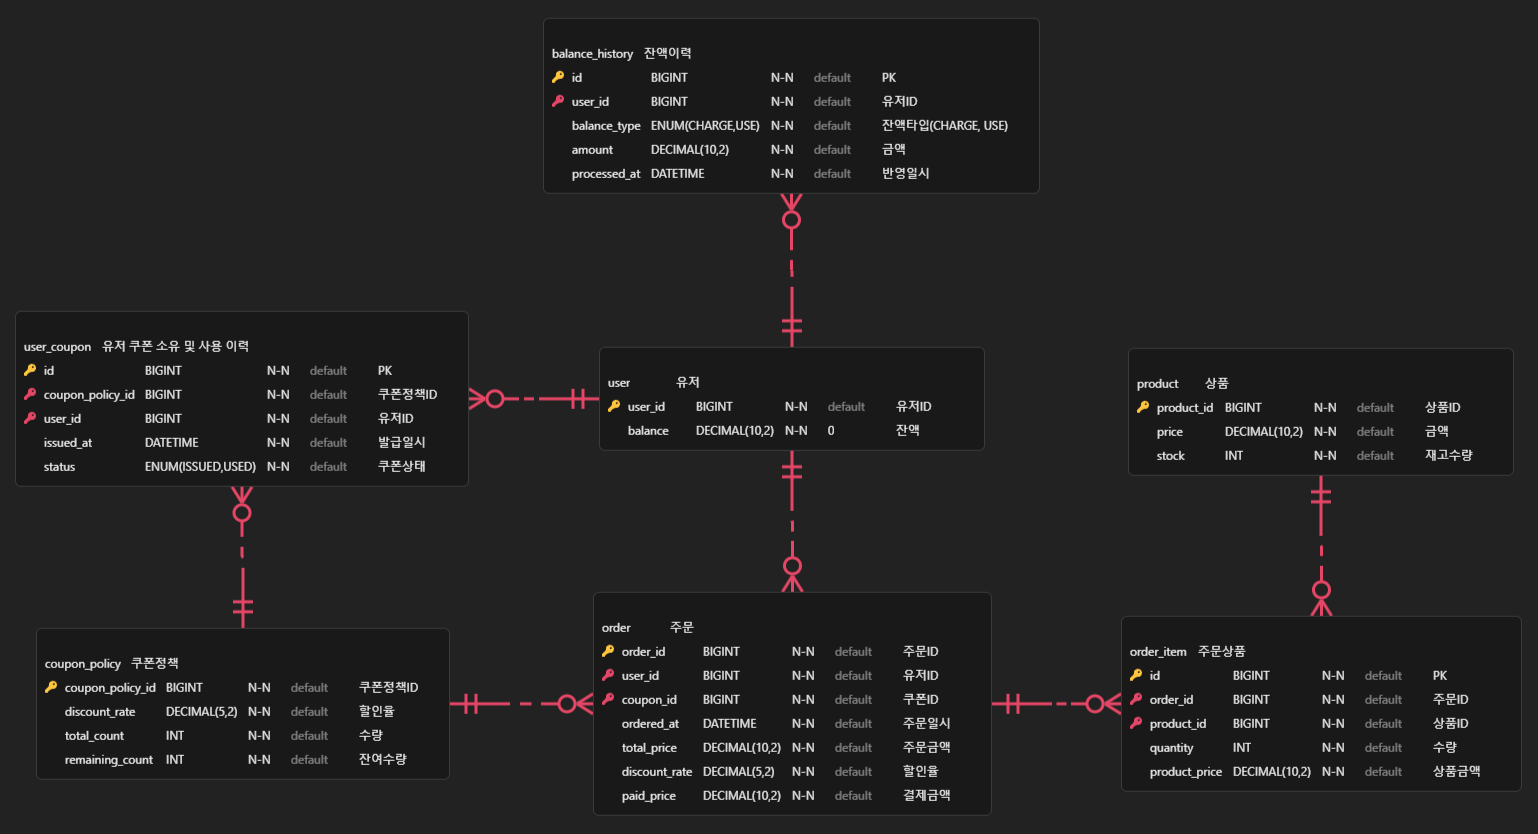 balance_history 잔액이력
id BIGINT N-N default PK
user_id BIGINT N-N default 유저ID
balance_type ENUM(CHARGE,USE) N-N default 잔액타입(CHARGE, USE)
amount DECIMAL(10,2) N-N default 금액
processed_at DATETIME N-N default 반영일시
user_coupon 유저 쿠폰 소유 및 사용 이력
id BIGINT N-N default PK
coupon_policy_id BIGINT N-N default 쿠폰정책ID
user_id BIGINT N-N default 유저ID
issued_at DATETIME N-N default 발급일시
status ENUM(ISSUED,USED) N-N default 쿠폰상태
user 유저
user_id BIGINT N-N default 유저ID
balance DECIMAL(10,2) N-N 0 잔액
product 상품
product_id BIGINT N-N default 상품ID
price DECIMAL(10,2) N-N default 금액
stock INT N-N default 재고수량
coupon_policy 쿠폰정책
coupon_policy_id BIGINT N-N default 쿠폰정책ID
discount_rate DECIMAL(5,2) N-N default 할인율
total_count INT N-N default 수량
remaining_count INT N-N default 잔여수량
order 주문
order_id BIGINT N-N default 주문ID
user_id BIGINT N-N default 유저ID
coupon_id BIGINT N-N default 쿠폰ID
ordered_at DATETIME N-N default 주문일시
total_price DECIMAL(10,2) N-N default 주문금액
discount_rate DECIMAL(5,2) N-N default 할인율
paid_price DECIMAL(10,2) N-N default 결제금액
order_item 주문상품
id BIGINT N-N default PK
order_id BIGINT N-N default 주문ID
product_id BIGINT N-N default 상품ID
quantity INT N-N default 수량
product_price DECIMAL(10,2) N-N default 상품금액